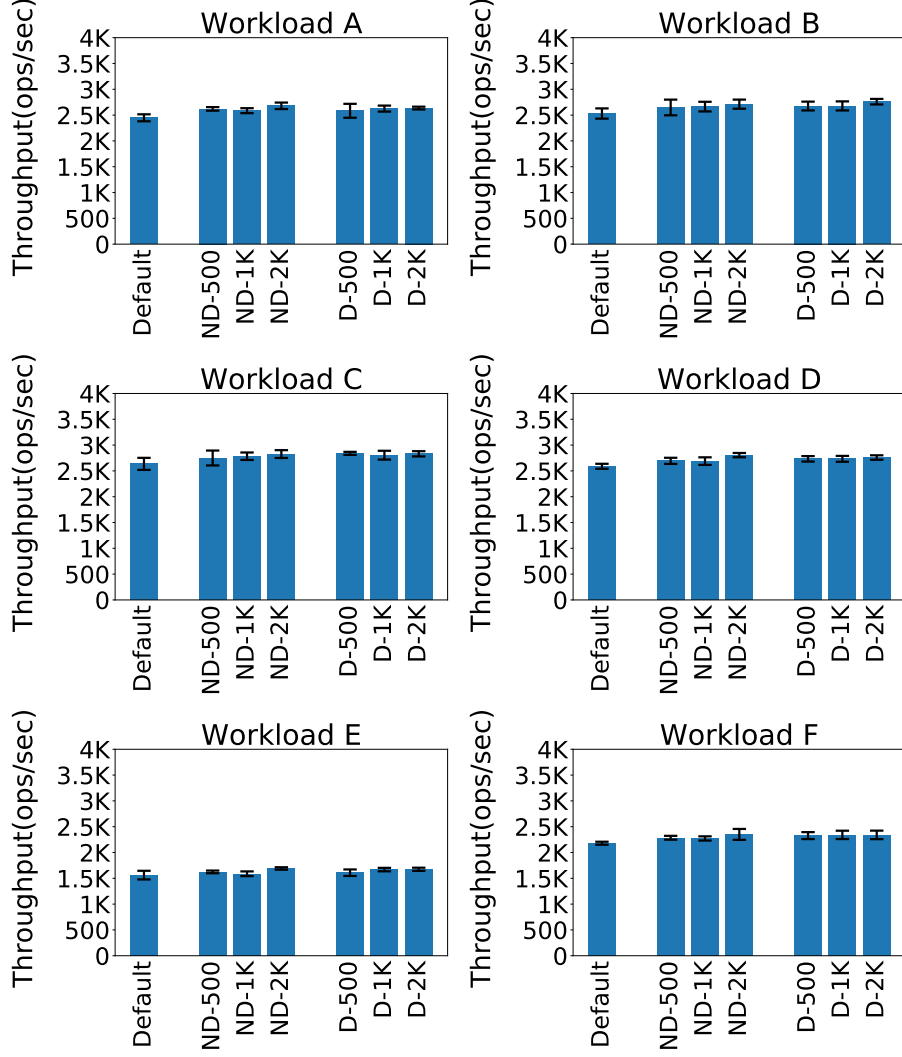 Workload A
Throughput(ops/sec)
4K
3.5K
3K
2.5K
2K
1.5K
1K
500
0
Default
ND-500
ND-1K
ND-2K
D-500
D-1K
D-2K
Workload B
Throughput(ops/sec)
4K
3.5K
3K
2.5K
2K
1.5K
1K
500
0
Default
ND-500
ND-1K
ND-2K
D-500
D-1K
D-2K
Workload C
Throughput(ops/sec)
4K
3.5K
3K
2.5K
2K
1.5K
1K
500
0
Default
ND-500
ND-1K
ND-2K
D-500
D-1K
D-2K
Workload D
Throughput(ops/sec)
4K
3.5K
3K
2.5K
2K
1.5K
1K
500
0
Default
ND-500
ND-1K
ND-2K
D-500
D-1K
D-2K
Workload E
Throughput(ops/sec)
4K
3.5K
3K
2.5K
2K
1.5K
1K
500
0
Default
ND-500
ND-1K
ND-2K
D-500
D-1K
D-2K
Workload F
Throughput(ops/sec)
4K
3.5K
3K
2.5K
2K
1.5K
1K
500
0
Default
ND-500
ND-1K
ND-2K
D-500
D-1K
D-2K